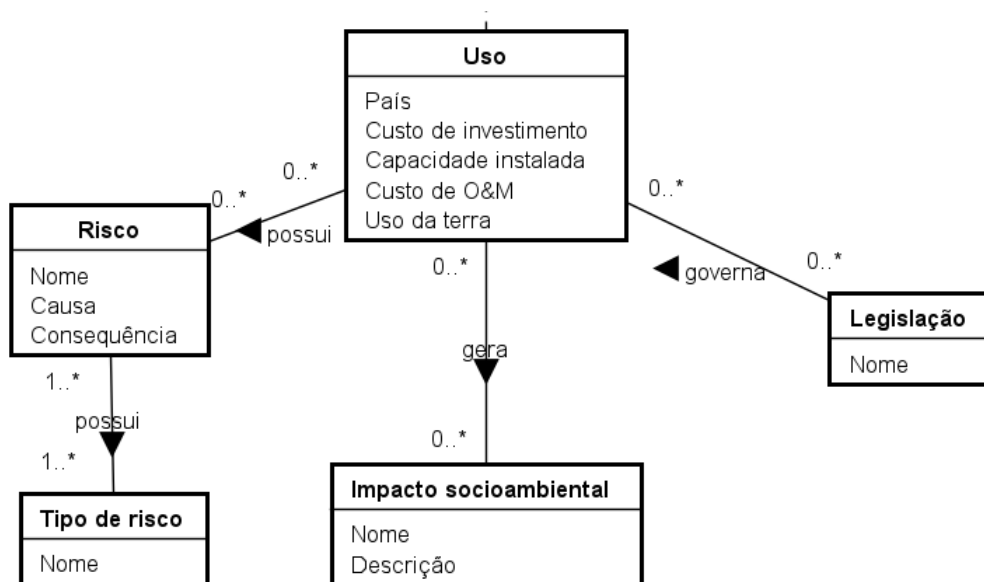 Uso
País
Custo de investimento
Capacidade instalada
Custo de O&M
Uso da terra
0..*
0..*
possui
Risco
Nome
Causa
Consequência
0..*
0..*
governa
Legislação
Nome
0..*
gera
0..*
1..*
possui
1..*
Tipo de risco
Nome
Impacto socioambiental
Nome
Descrição